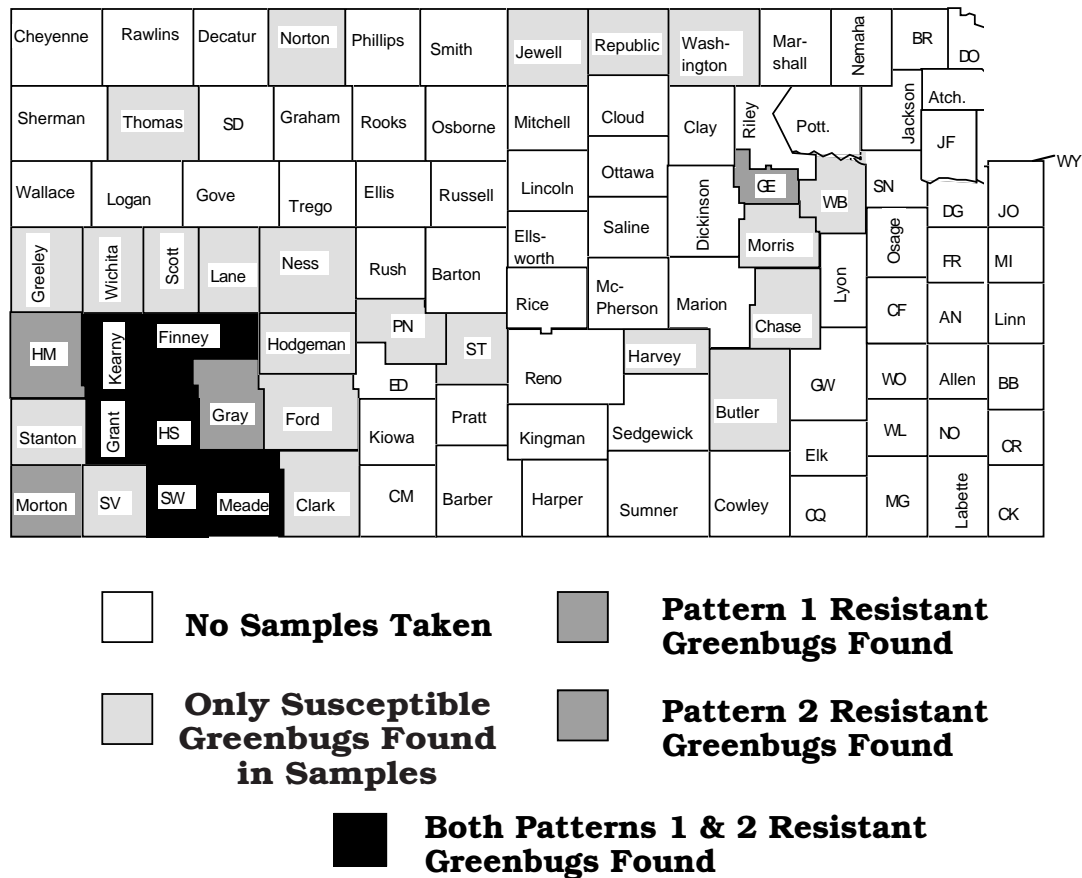 Cheyenne
Rawlins
Decatur
Norton
Phillips
Smith
Jewell
Republic
Wash-
ington
Mar-
shall
Nemaha
BR
DO
Sherman
Thomas
SD
Graham
Rooks
Osborne
Mitchell
Cloud
Clay
Riley
Pott.
Jackson
Atch.
JF
WY
Wallace
Logan
Gove
Trego
Ellis
Russell
Lincoln
Ottawa
Dickinson
GE
WB
SN
DG
JO
Greeley
Wichita
Scott
Lane
Ness
Rush
Barton
Ells-
worth
Saline
Morris
Lyon
Osage
FR
MI
Rice
Mc-
Pherson
Marion
Chase
CF
AN
Linn
HM
Kearny
Finney
Hodgeman
PN
ST
ED
Reno
Harvey
Butler
GW
WO
Allen
BB
Stanton
Grant
HS
Gray
Ford
Kiowa
Pratt
Kingman
Sedgewick
Elk
WL
NO
CR
Morton
SV
SW
Meade
Clark
CM
Barber
Harper
Sumner
Cowley
CQ
MG
Labette
CK
No Samples Taken
Pattern 1 Resistant
Greenbugs Found
Only Susceptible
Greenbugs Found
in Samples
Pattern 2 Resistant
Greenbugs Found
Both Patterns 1 & 2 Resistant
Greenbugs Found